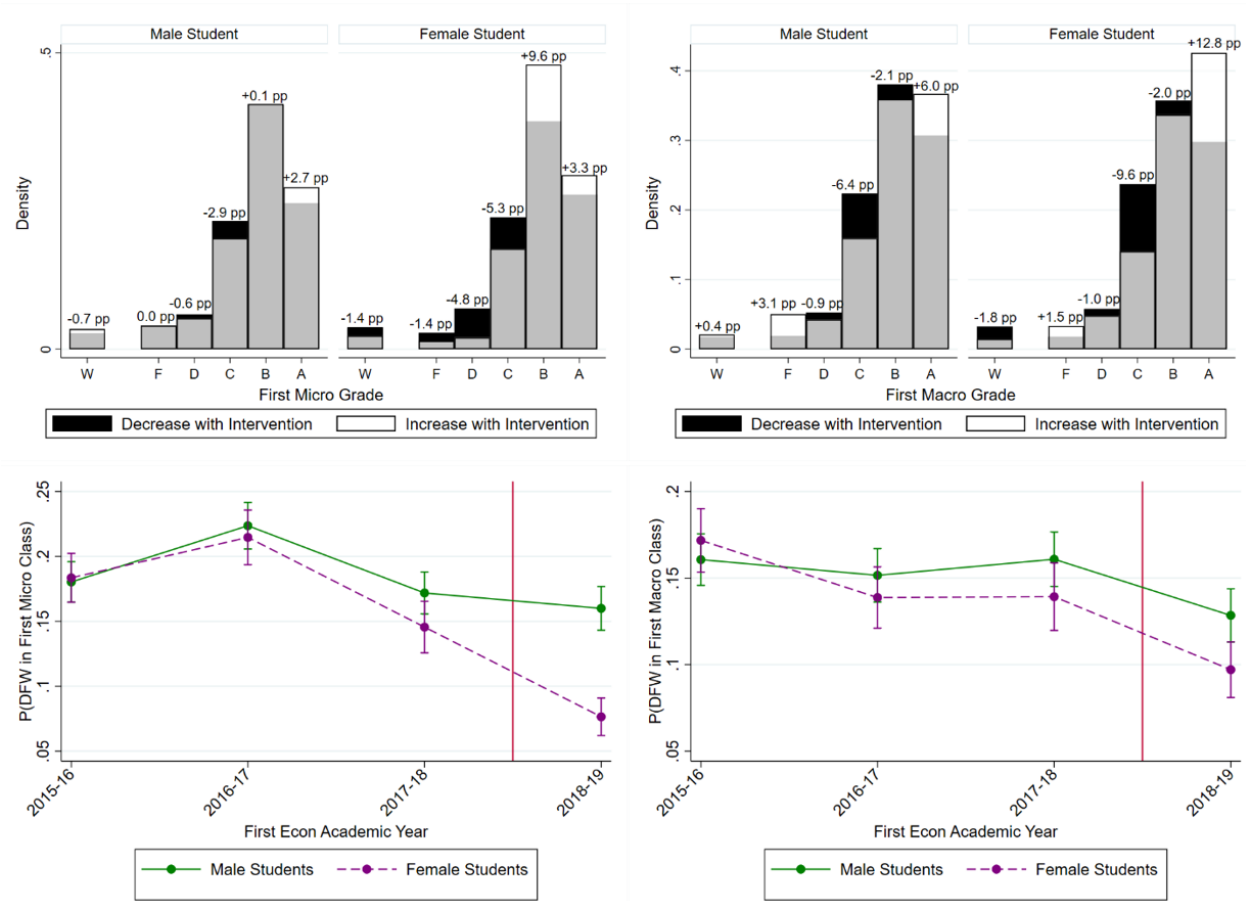 Male Student
Female Student
Density
.5
0
-0.7 pp
0.0 pp
-0.6 pp
-2.9 pp
+0.1 pp
+2.7 pp
-1.4 pp
-1.4 pp
-4.8 pp
-5.3 pp
+9.6 pp
+3.3 pp
W F D C B A
W F D C B A
First Micro Grade
Decrease with Intervention
Increase with Intervention
Male Student
Female Student
Density
.4
.3
.2
.1
0
+0.4 pp
+3.1 pp
-0.9 pp
-6.4 pp
-2.1 pp
+6.0 pp
-1.8 pp
+1.5 pp
-1.0 pp
-9.6 pp
-2.0 pp
+12.8 pp
W F D C B A
W F D C B A
First Macro Grade
Decrease with Intervention
Increase with Intervention
P(DFW in First Micro Class)
.25
.2
.15
.1
.05
2015-16
2016-17
2017-18
2018-19
First Econ Academic Year
Male Students
Female Students
P(DFW in First Macro Class)
.2
.15
.1
.05
2015-16
2016-17
2017-18
2018-19
First Econ Academic Year
Male Students
Female Students